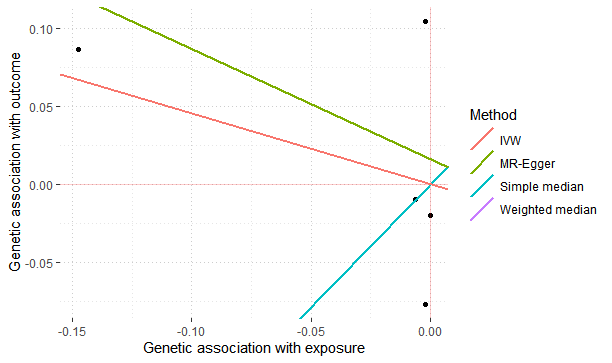 0.10
0.05
0.00
-0.05
-0.15
-0.10
-0.05
0.00
Genetic association with exposure
Genetic association with outcome
Method
IVW
MR-Egger
Simple median
Weighted median